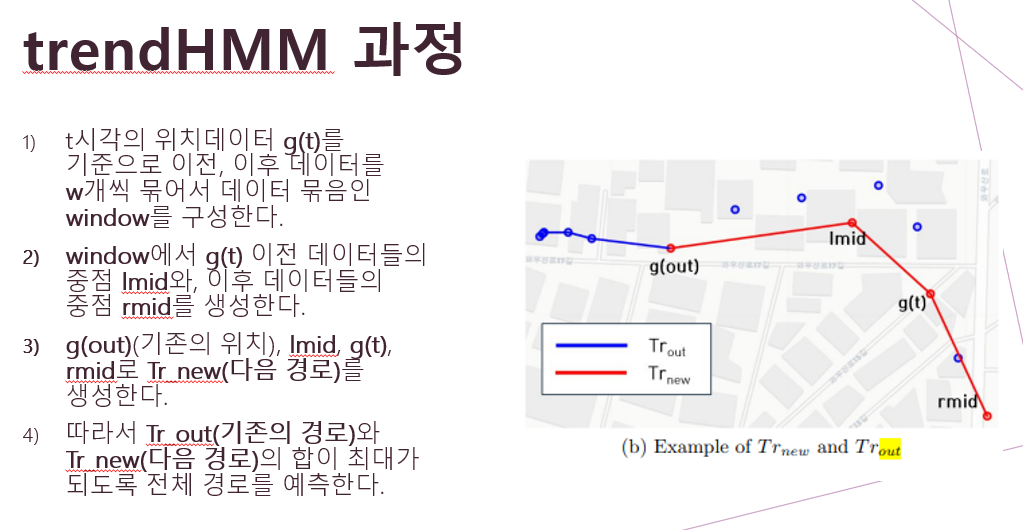 trendHMM 과정
1) t시각의 위치데이터 g(t)를
기준으로 이전, 이후 데이터를
w개씩 묶어서 데이터 묶음인
window를 구성한다.
2) window에서 g(t) 이전 데이터들의
중점 lmid와, 이후 데이터들의
중점 rmid를 생성한다.
3) g(out)(기존의 위치), lmid, g(t),
rmid로 Tr_new(다음 경로)를
생성한다.
4) 따라서 Tr_out(기존의 경로)와
Tr_new(다음 경로)의 합이 최대가
되도록 전체 경로를 예측한다.
lmid
g(out)
g(t)
rmid
Tr out
Tr new
(b) Example of Tr new and Tr out